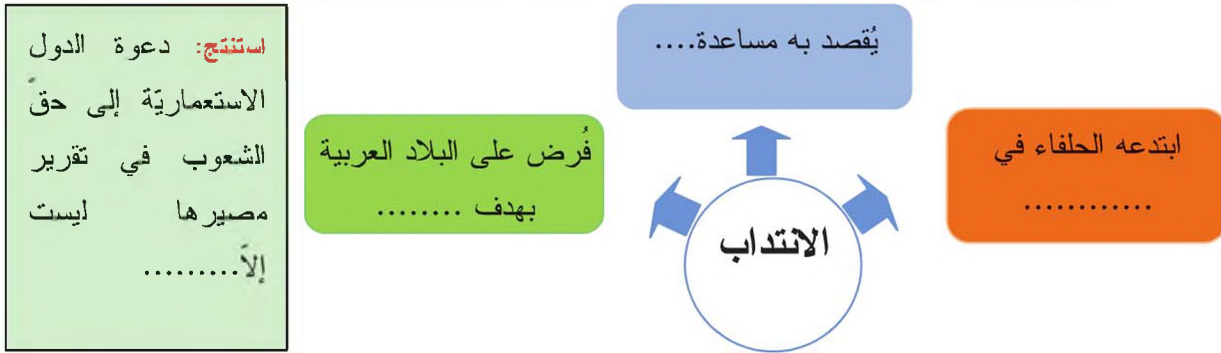 يُقصد به مساعدة....
ابتدعه الحلفاء في
............
فُرض على البلاد العربية
بهدف ........
الانتداب
استنتج: دعوة الدول
الاستعماريّة إلى حقّ
الشعوب في تقرير
مصيرها ليست
إلاّ.........